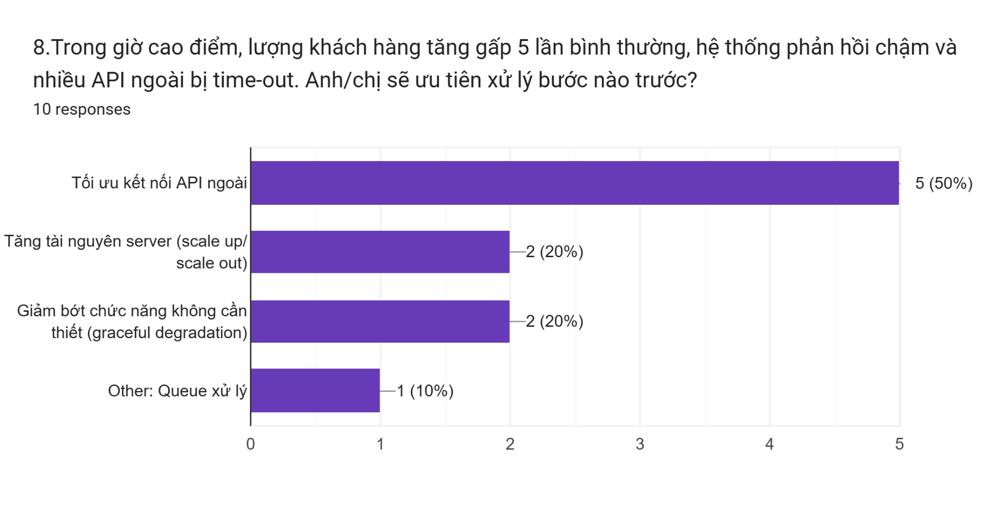 8.Trong giờ cao điểm, lượng khách hàng tăng gấp 5 lần bình thường, hệ thống phản hồi chậm và
nhiều API ngoài bị time-out. Anh/chị sẽ ưu tiên xử lý bước nào trước?
10 responses
Tối ưu kết nối API ngoài
5 (50%)
Tăng tài nguyên server (scale up/
scale out)
2 (20%)
Giảm bớt chức năng không cần
thiết (graceful degradation)
2 (20%)
Other: Queue xử lý
1 (10%)
0 1 2 3 4 5